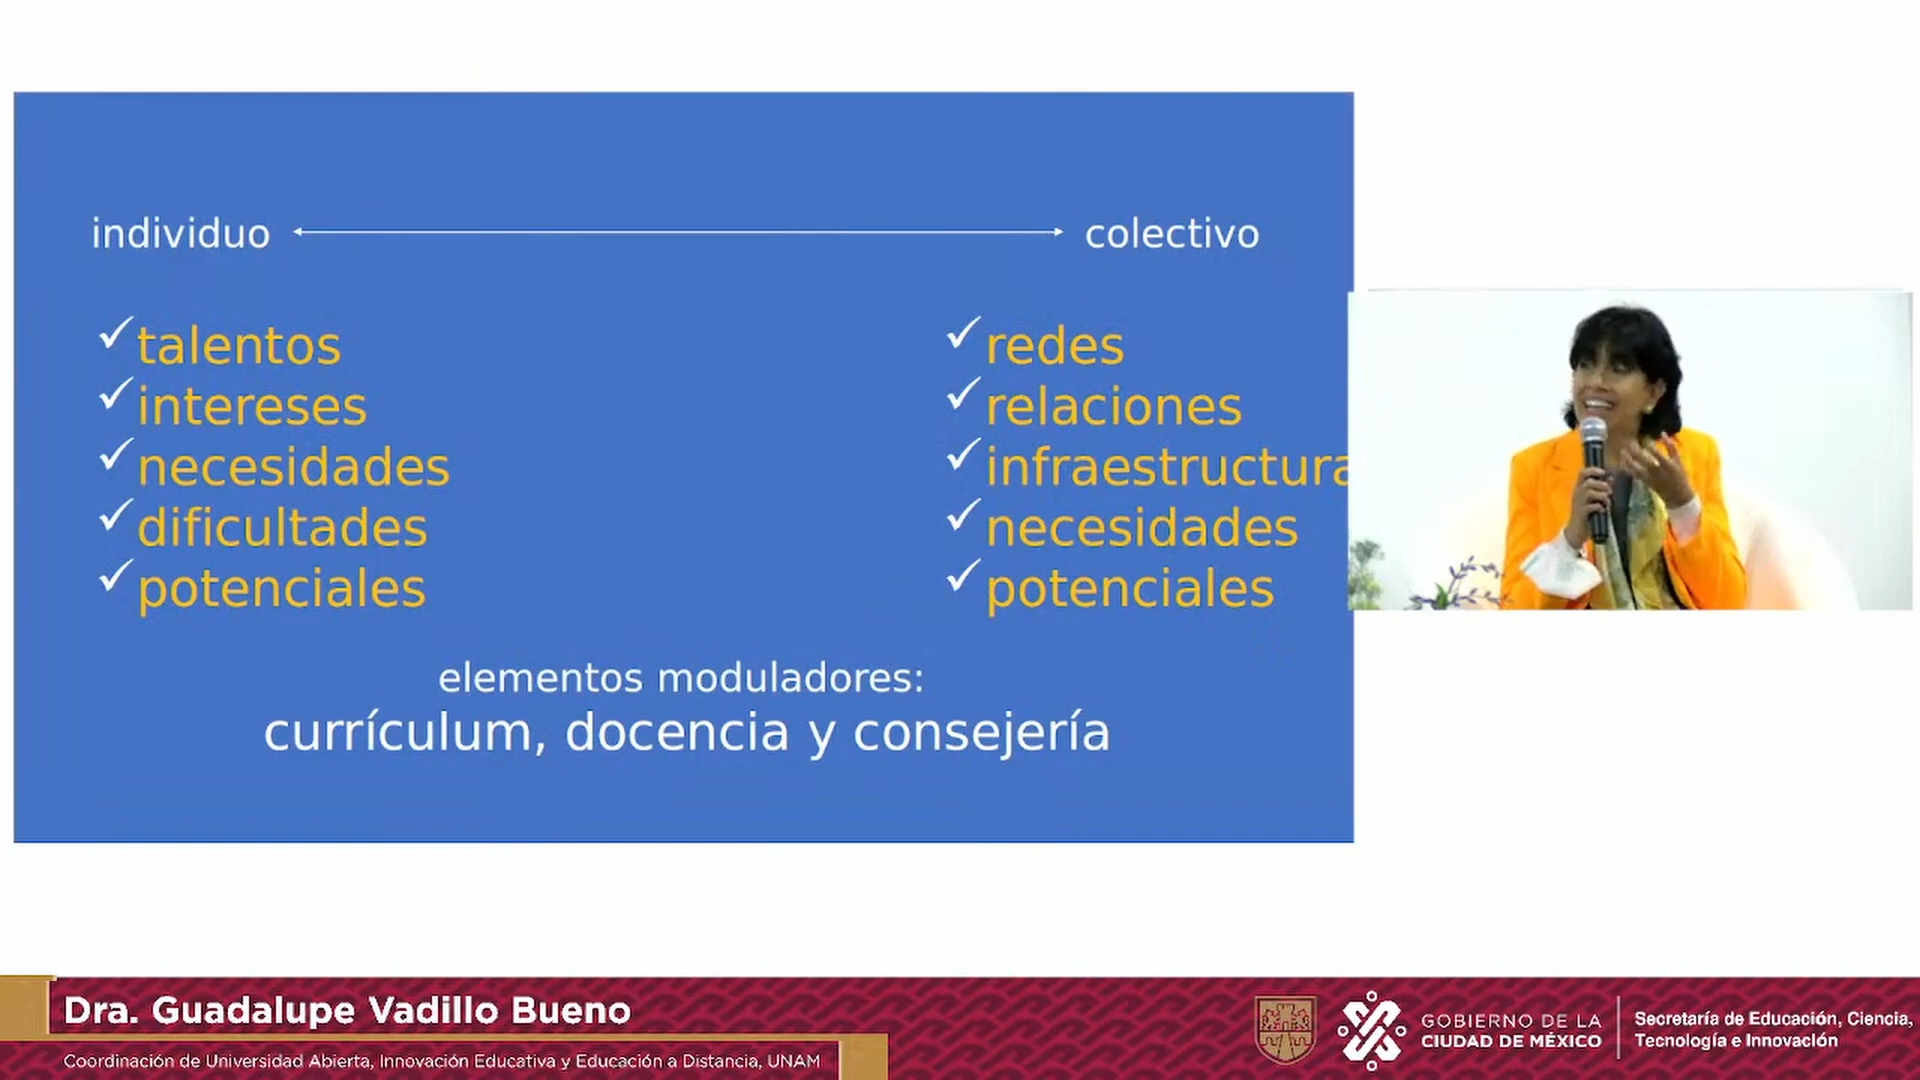 individuo
colectivo
talentos
intereses
necesidades
dificultades
potenciales
redes
relaciones
infraestructura
necesidades
potenciales
elementos moduladores:
currículum, docencia y consejería
Dra. Guadalupe Vadillo Bueno
Coordinación de Universidad Abierta, Innovación Educativa y Educación a Distancia, UNAM
GOBIERNO DE LA
CIUDAD DE MÉXICO
Secretaría de Educación, Ciencia,
Tecnología e Innovación